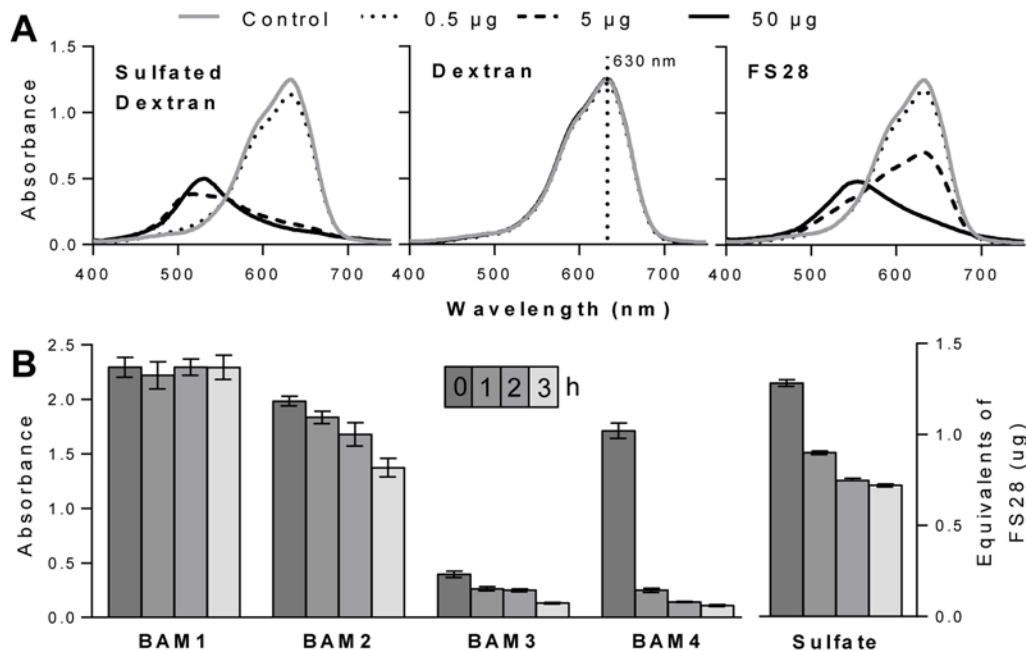 A
Control 0.5 µg 5 µg 50 µg
Absorbance
1.5
1.0
0.5
0.0
Sulfated
Dextran
Dextran
630 nm
FS28
400 500 600 700
400 500 600 700
400 500 600 700
Wavelength (nm)
B
Absorbance
2.5
2.0
1.5
1.0
0.5
0.0
0 1 2 3 h
1.5
1.0
0.5
0.0
Equivalents of
FS28 (ug)
BAM1 BAM2 BAM3 BAM4 Sulfate